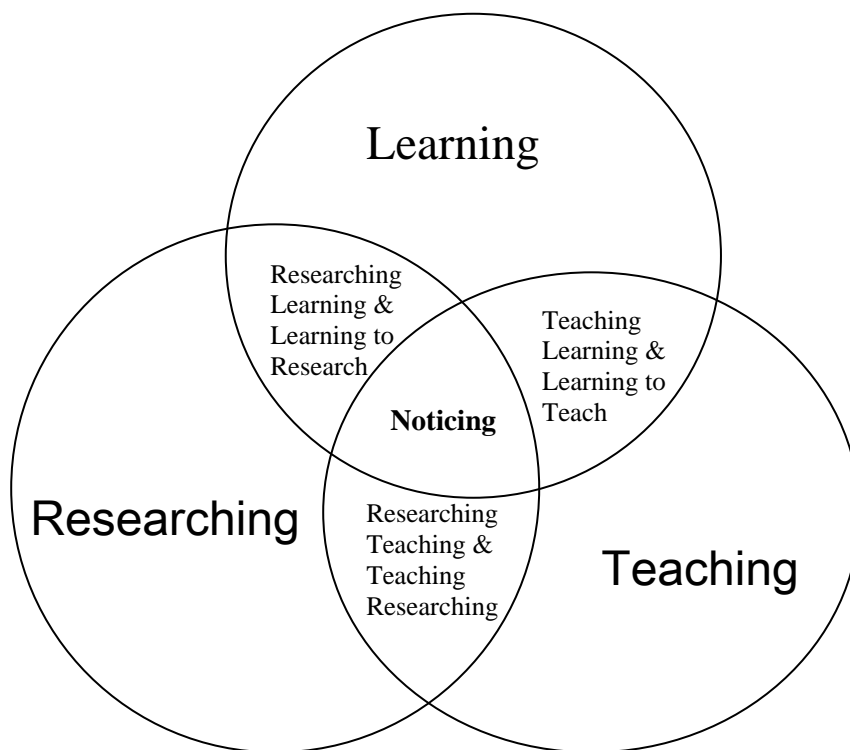 Learning
Researching
Learning &
Learning to
Research
Teaching
Learning &
Learning to
Teach
Noticing
Researching
Teaching
Researching
Teaching &
Teaching
Researching